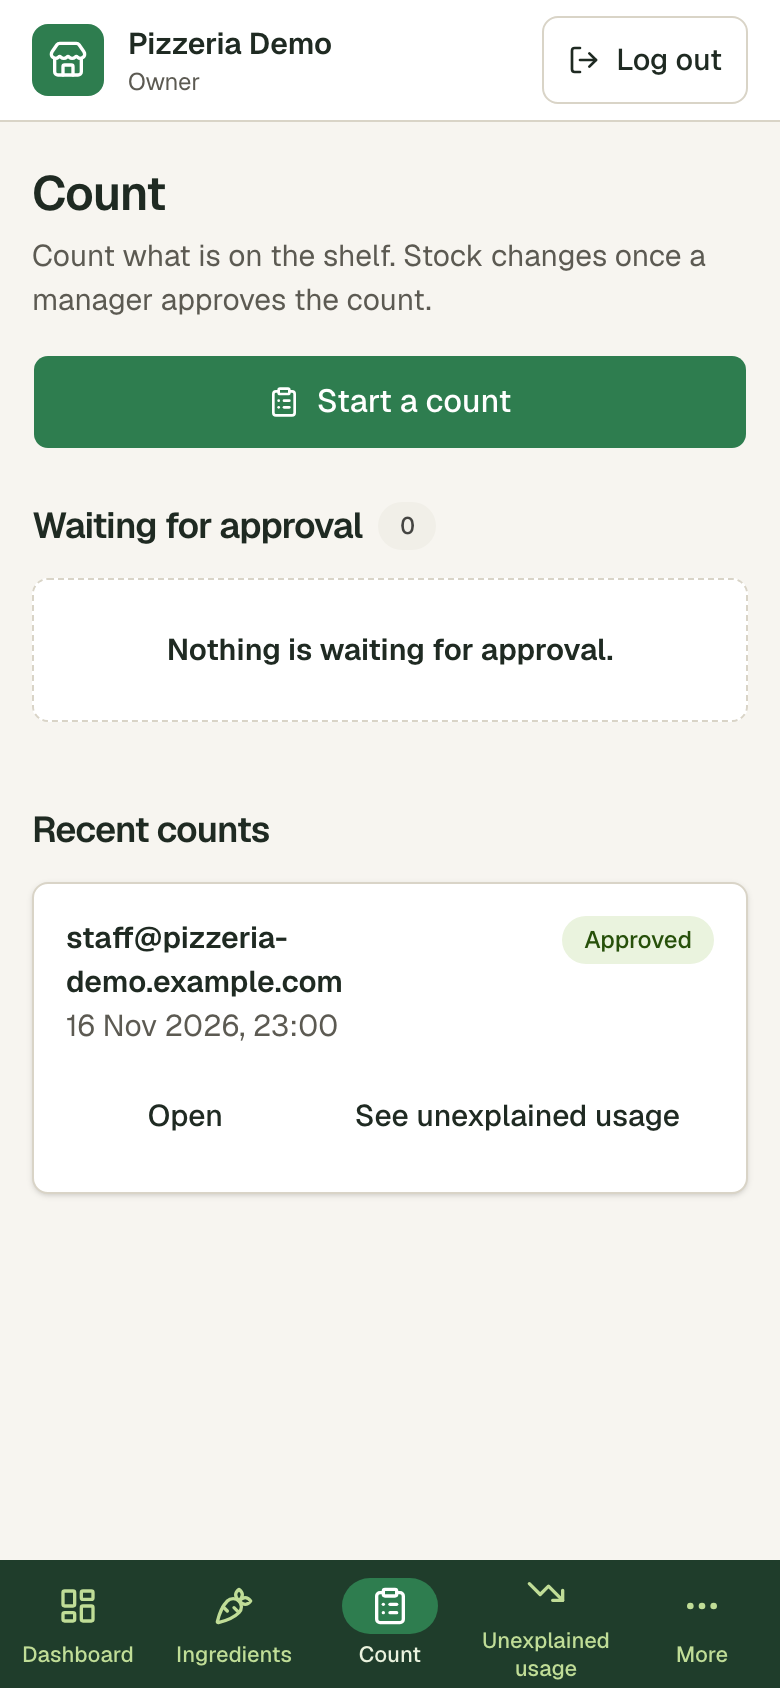 Pizzeria Demo
Owner
Log out
Count
Count what is on the shelf. Stock changes once a
manager approves the count.
Start a count
Waiting for approval 0
Nothing is waiting for approval.
Recent counts
staff@pizzeria-
demo.example.com
Approved
16 Nov 2026, 23:00
Open
See unexplained usage
Dashboard
Ingredients
Count
Unexplained
usage
More